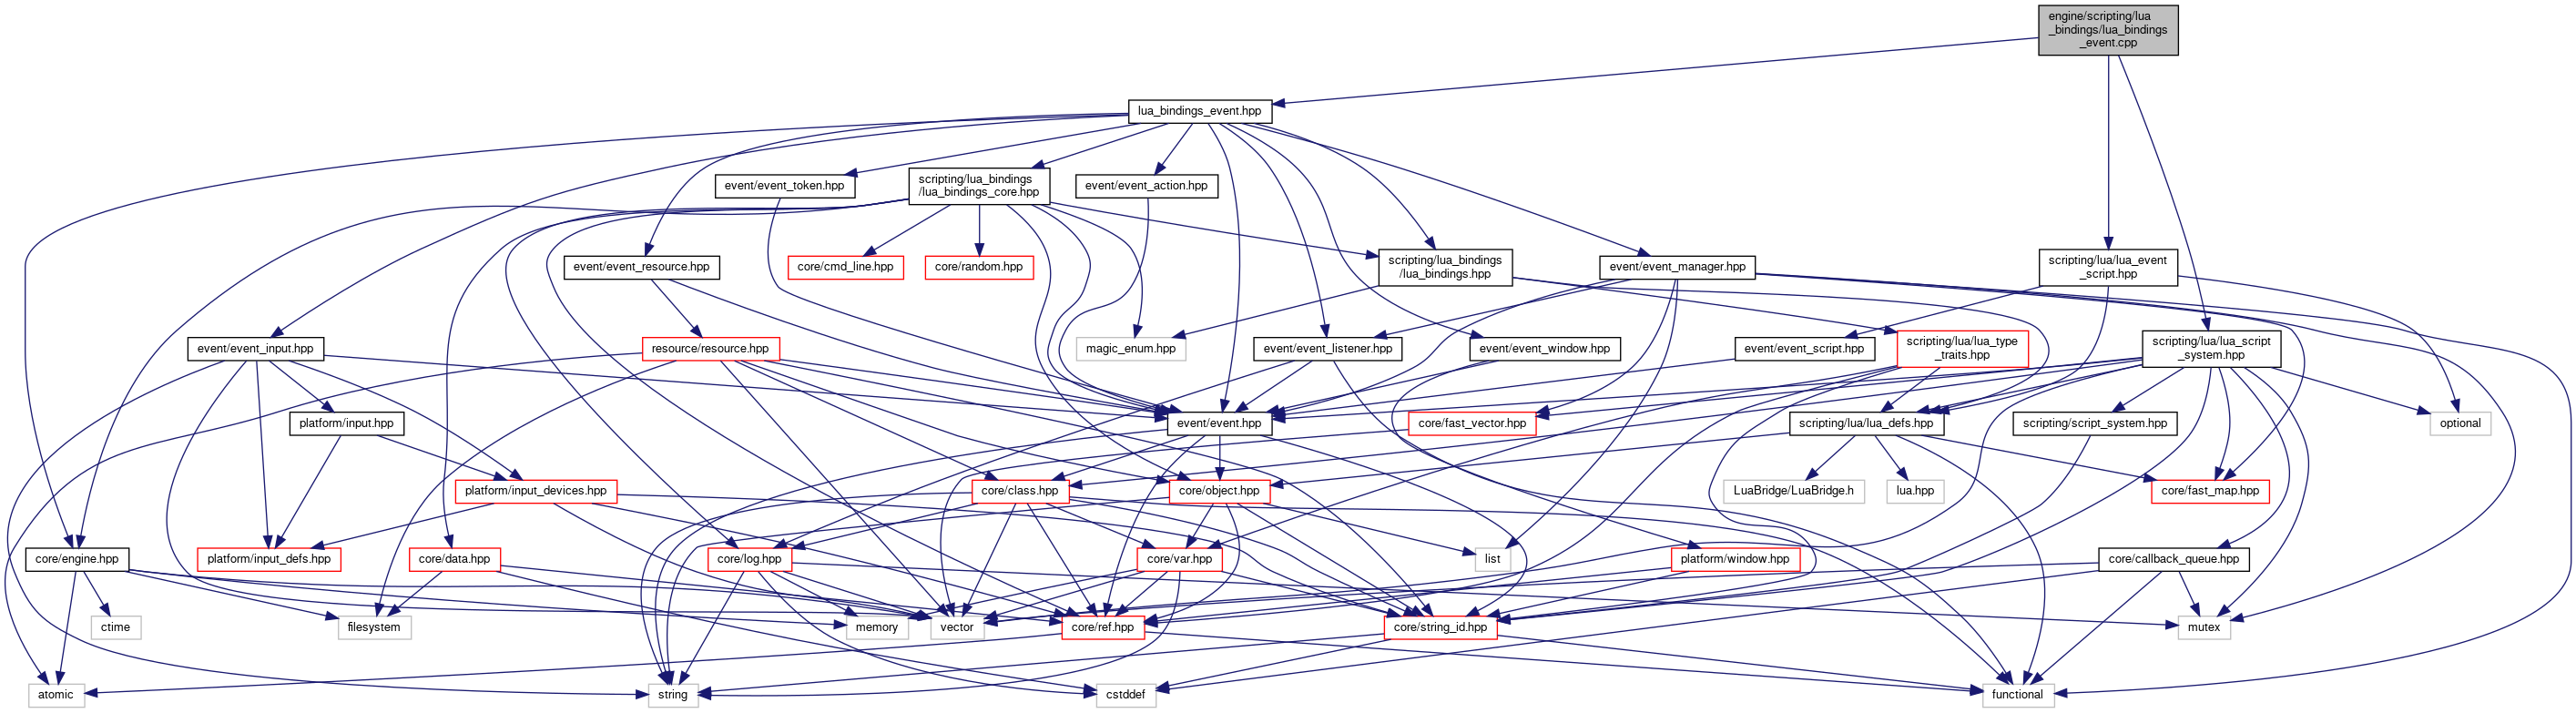 engine/scripting/lua
_bindings/lua_bindings
_event.cpp
lua_bindings_event.hpp
event/event_token.hpp
scripting/lua_bindings
/lua_bindings_core.hpp
event/event_action.hpp
event/event_resource.hpp
core/cmd_line.hpp
core/random.hpp
scripting/lua_bindings
/lua_bindings.hpp
event/event_manager.hpp
scripting/lua/lua_event
_script.hpp
event/event_input.hpp
resource/resource.hpp
magic_enum.hpp
event/event_listener.hpp
event/event_window.hpp
event/event_script.hpp
scripting/lua/lua_type
_traits.hpp
scripting/lua/lua_script
_system.hpp
platform/input.hpp
event/event.hpp
core/fast_vector.hpp
scripting/lua/lua_defs.hpp
scripting/script_system.hpp
optional
platform/input_devices.hpp
core/class.hpp
core/object.hpp
LuaBridge/LuaBridge.h
lua.hpp
core/fast_map.hpp
core/engine.hpp
platform/input_defs.hpp
core/data.hpp
core/log.hpp
core/var.hpp
list
platform/window.hpp
core/callback_queue.hpp
ctime
filesystem
memory
vector
core/ref.hpp
core/string_id.hpp
mutex
atomic
string
cstddef
functional